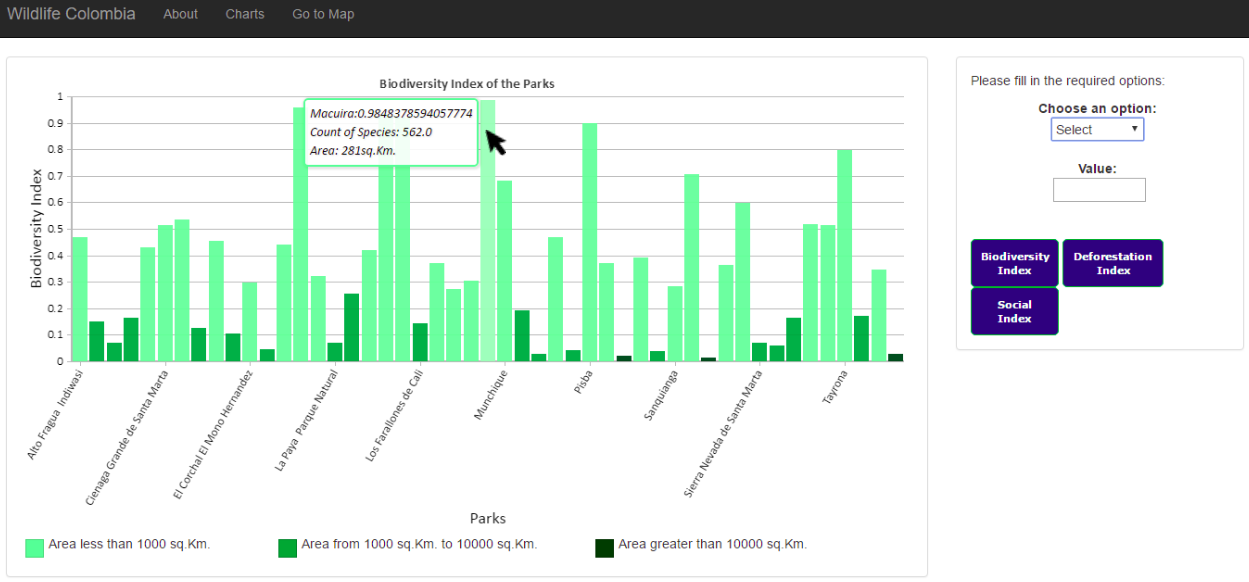 Wildlife Colombia About Charts Go to Map
Biodiversity Index of the Parks
Biodiversity Index
1
0.9
0.8
0.7
0.6
0.5
0.4
0.3
0.2
0.1
0
Macuira:0.9848378594057774
Count of Species: 562.0
Area: 281sq.Km.
Alto Fragua Indiwasi
Cienaga Grande de Santa Marta
El Corchal El Mono Hernandez
La Paya Parque Natural
Los Farallones de Cali
Munchique
Pisba
Sanquianga
Sierra Nevada de Santa Marta
Tayrona
Parks
Area less than 1000 sq.Km. Area from 1000 sq.Km. to 10000 sq.Km. Area greater than 10000 sq.Km.
Please fill in the required options:
Choose an option:
Select
Value:
Biodiversity
Index
Deforestation
Index
Social
Index